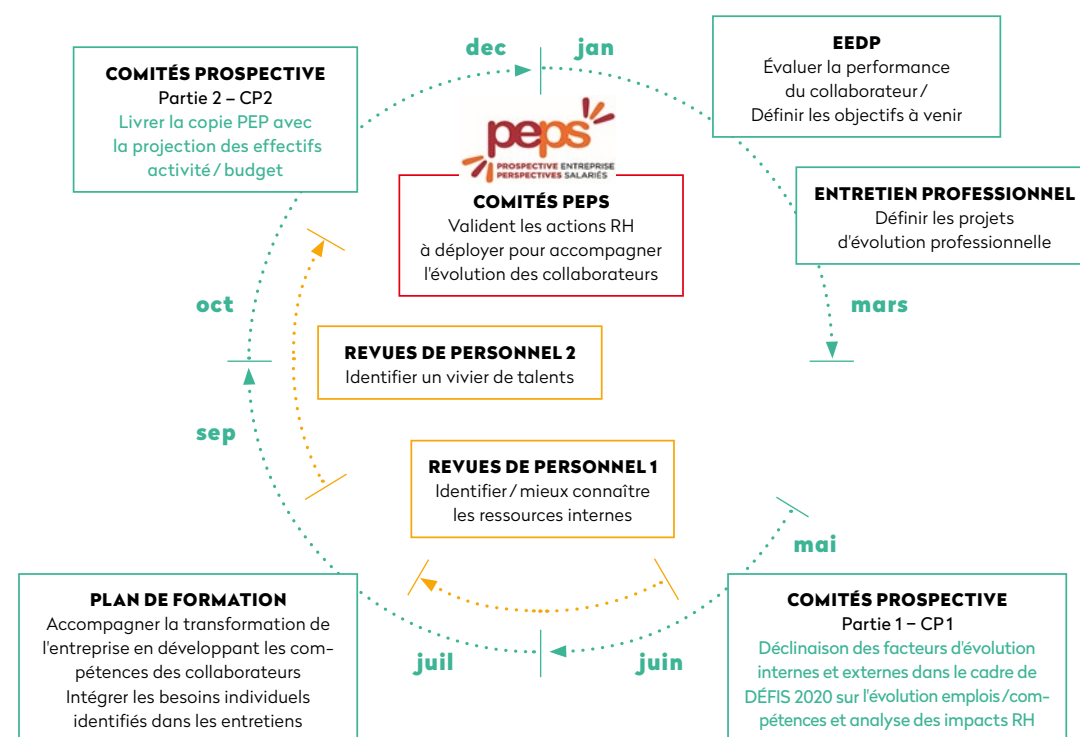 dec
jan
COMITÉS PROSPECTIVE
Partie 2 – CP2
Livrer la copie PEP avec
la projection des effectifs
activité / budget
EEDP
Évaluer la performance
du collaborateur /
Définir les objectifs à venir
peps
PROSPECTIVE ENTREPRISE
PERSPECTIVES SALARIÉS
COMITÉS PEPS
Valident les actions RH
à déployer pour accompagner
l'évolution des collaborateurs
ENTRETIEN PROFESSIONNEL
Définir les projets
d'évolution professionnelle
oct
mars
REVUES DE PERSONNEL 2
Identifier un vivier de talents
sep
REVUES DE PERSONNEL 1
Identifier / mieux connaître
les ressources internes
mai
PLAN DE FORMATION
Accompagner la transformation de
l'entreprise en développant les com-
pétences des collaborateurs
Intégrer les besoins individuels
identifiés dans les entretiens
juil
juin
COMITÉS PROSPECTIVE
Partie 1 – CP1
Déclinaison des facteurs d'évolution
internes et externes dans le cadre de
DÉFIS 2020 sur l'évolution emplois/com-
pétences et analyse des impacts RH